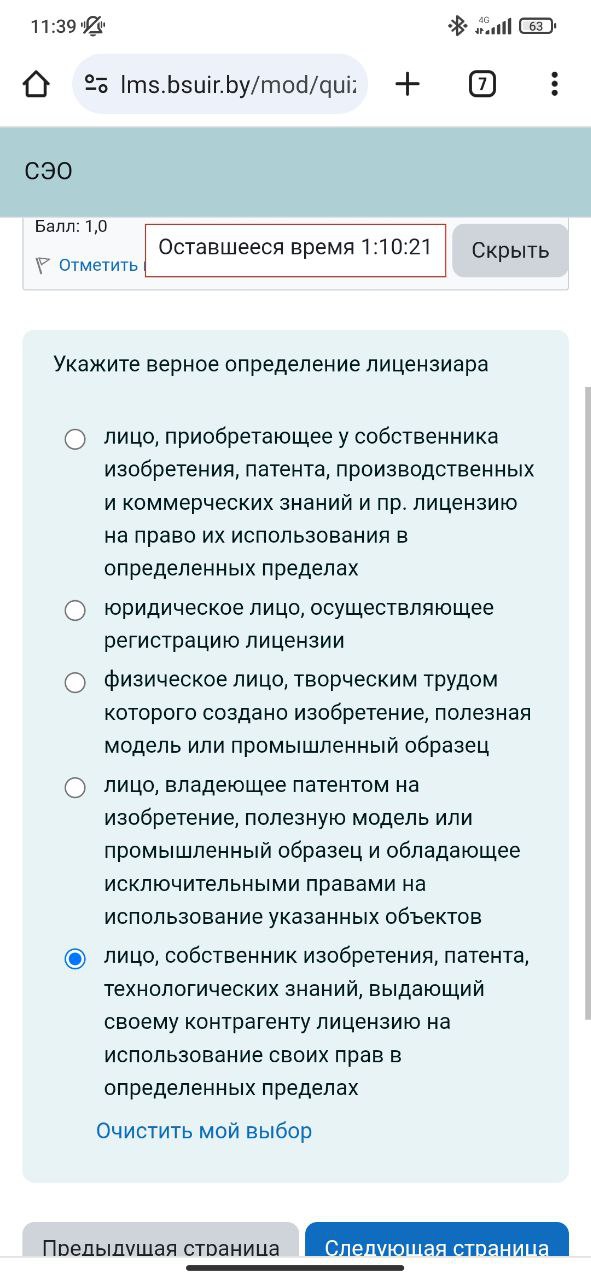 11:39
4G
63
lms.bsuir.by/mod/qui
7
СЭО
Балл: 1,0
Оставшееся время 1:10:21
Скрыть
Отметить
Укажите верное определение лицензиара
лицо, приобретающее у собственника
изобретения, патента, производственных
и коммерческих знаний и пр. лицензию
на право их использования в
определенных пределах
юридическое лицо, осуществляющее
регистрацию лицензии
физическое лицо, творческим трудом
которого создано изобретение, полезная
модель или промышленный образец
лицо, владеющее патентом на
изобретение, полезную модель или
промышленный образец и обладающее
исключительными правами на
использование указанных объектов
лицо, собственник изобретения, патента,
технологических знаний, выдающий
своему контрагенту лицензию на
использование своих прав в
определенных пределах
Очистить мой выбор
Предыдущая страница
Следующая страница